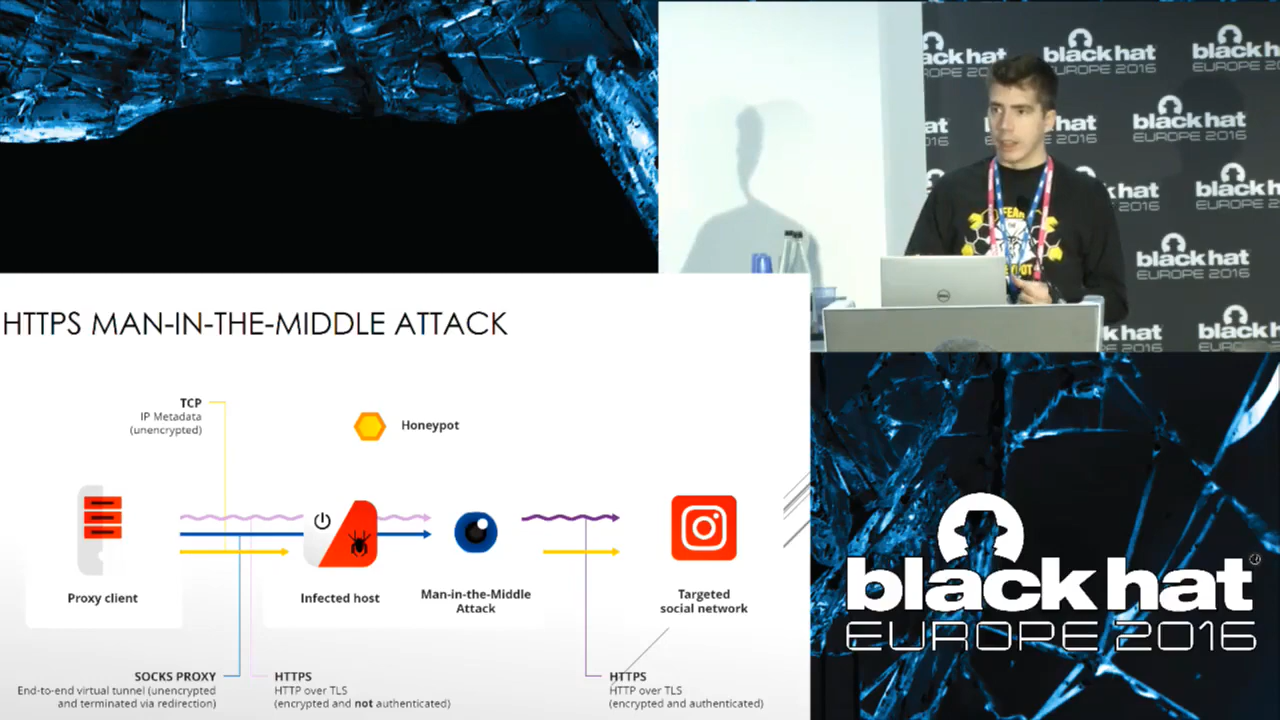 black hat
EUROPE 2016
HTTPS MAN-IN-THE-MIDDLE ATTACK
TCP
IP Metadata
(unencrypted)
Honeypot
Proxy client
Infected host
Man-in-the-Middle
Attack
Targeted
social network
SOCKS PROXY
End-to-end virtual tunnel (unencrypted
and terminated via redirection)
HTTPS
HTTP over TLS
(encrypted and not authenticated)
HTTPS
HTTP over TLS
(encrypted and authenticated)
black hat
EUROPE 2016